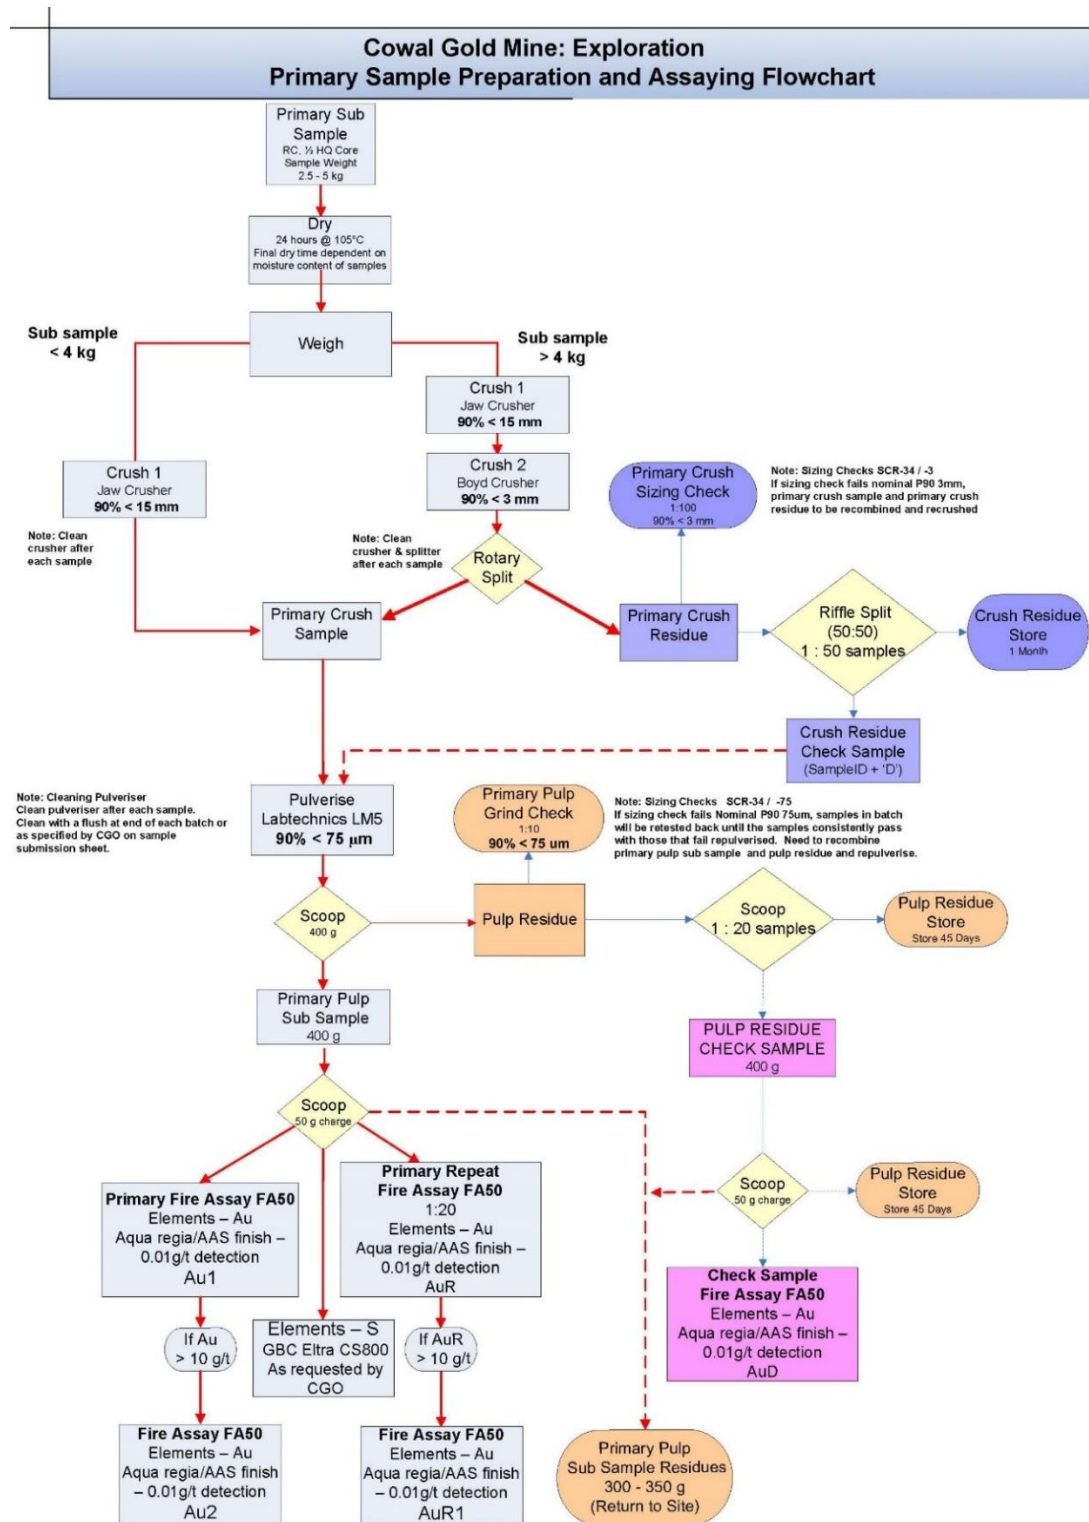 Cowal Gold Mine: Exploration
Primary Sample Preparation and Assaying Flowchart
Primary Sub
Sample
RC, ½ HQ Core
Sample Weight
2.5 - 5 kg
Dry
24 hours @ 105°C
Final dry time dependent on
moisture content of samples
Weigh
Sub sample
< 4 kg
Sub sample
> 4 kg
Crush 1
Jaw Crusher
90% < 15 mm
Crush 1
Jaw Crusher
90% < 15 mm
Crush 2
Boyd Crusher
90% < 3 mm
Primary Crush
Sizing Check
1:100
90% < 3 mm
Note: Sizing Checks SCR-34 / -3
If sizing check fails nominal P90 3mm,
primary crush sample and primary crush
residue to be recombined and recrushed
Note: Clean
crusher after
each sample
Note: Clean
crusher & splitter
after each sample
Rotary
Split
Primary Crush
Sample
Primary Crush
Residue
Riffle Split
(50:50)
1 : 50 samples
Crush Residue
Store
1 Month
Crush Residue
Check Sample
(SampleID + 'D')
Note: Cleaning Pulveriser
Clean pulveriser after each sample.
Clean with a flush at end of each batch or
as specified by CGO on sample
submission sheet.
Pulverise
Labtechnics LM5
90% < 75 µm
Primary Pulp
Grind Check
1:10
90% < 75 um
Note: Sizing Checks SCR-34 / -75
If sizing check fails Nominal P90 75um, samples in batch
will be retested back until the samples consistently pass
with those that fail repulverised. Need to recombine
primary pulp sub sample and pulp residue and repulverise.
Scoop
400 g
Pulp Residue
Scoop
1 : 20 samples
Pulp Residue
Store
Store 45 Days
Primary Pulp
Sub Sample
400 g
PULP RESIDUE
CHECK SAMPLE
400 g
Scoop
50 g charge
Scoop
50 g charge
Pulp Residue
Store
Store 45 Days
Primary Fire Assay FA50
Elements – Au
Aqua regia/AAS finish –
0.01g/t detection
Au1
Primary Repeat
Fire Assay FA50
1:20
Elements – Au
Aqua regia/AAS finish –
0.01g/t detection
AuR
Check Sample
Fire Assay FA50
Elements – Au
Aqua regia/AAS finish –
0.01g/t detection
AuD
If Au
> 10 g/t
Elements – S
GBC Eltra CS800
As requested by
CGO
If AuR
> 10 g/t
Fire Assay FA50
Elements – Au
Aqua regia/AAS finish
– 0.01g/t detection
Au2
Fire Assay FA50
Elements – Au
Aqua regia/AAS finish
– 0.01g/t detection
AuR1
Primary Pulp
Sub Sample Residues
300 - 350 g
(Return to Site)